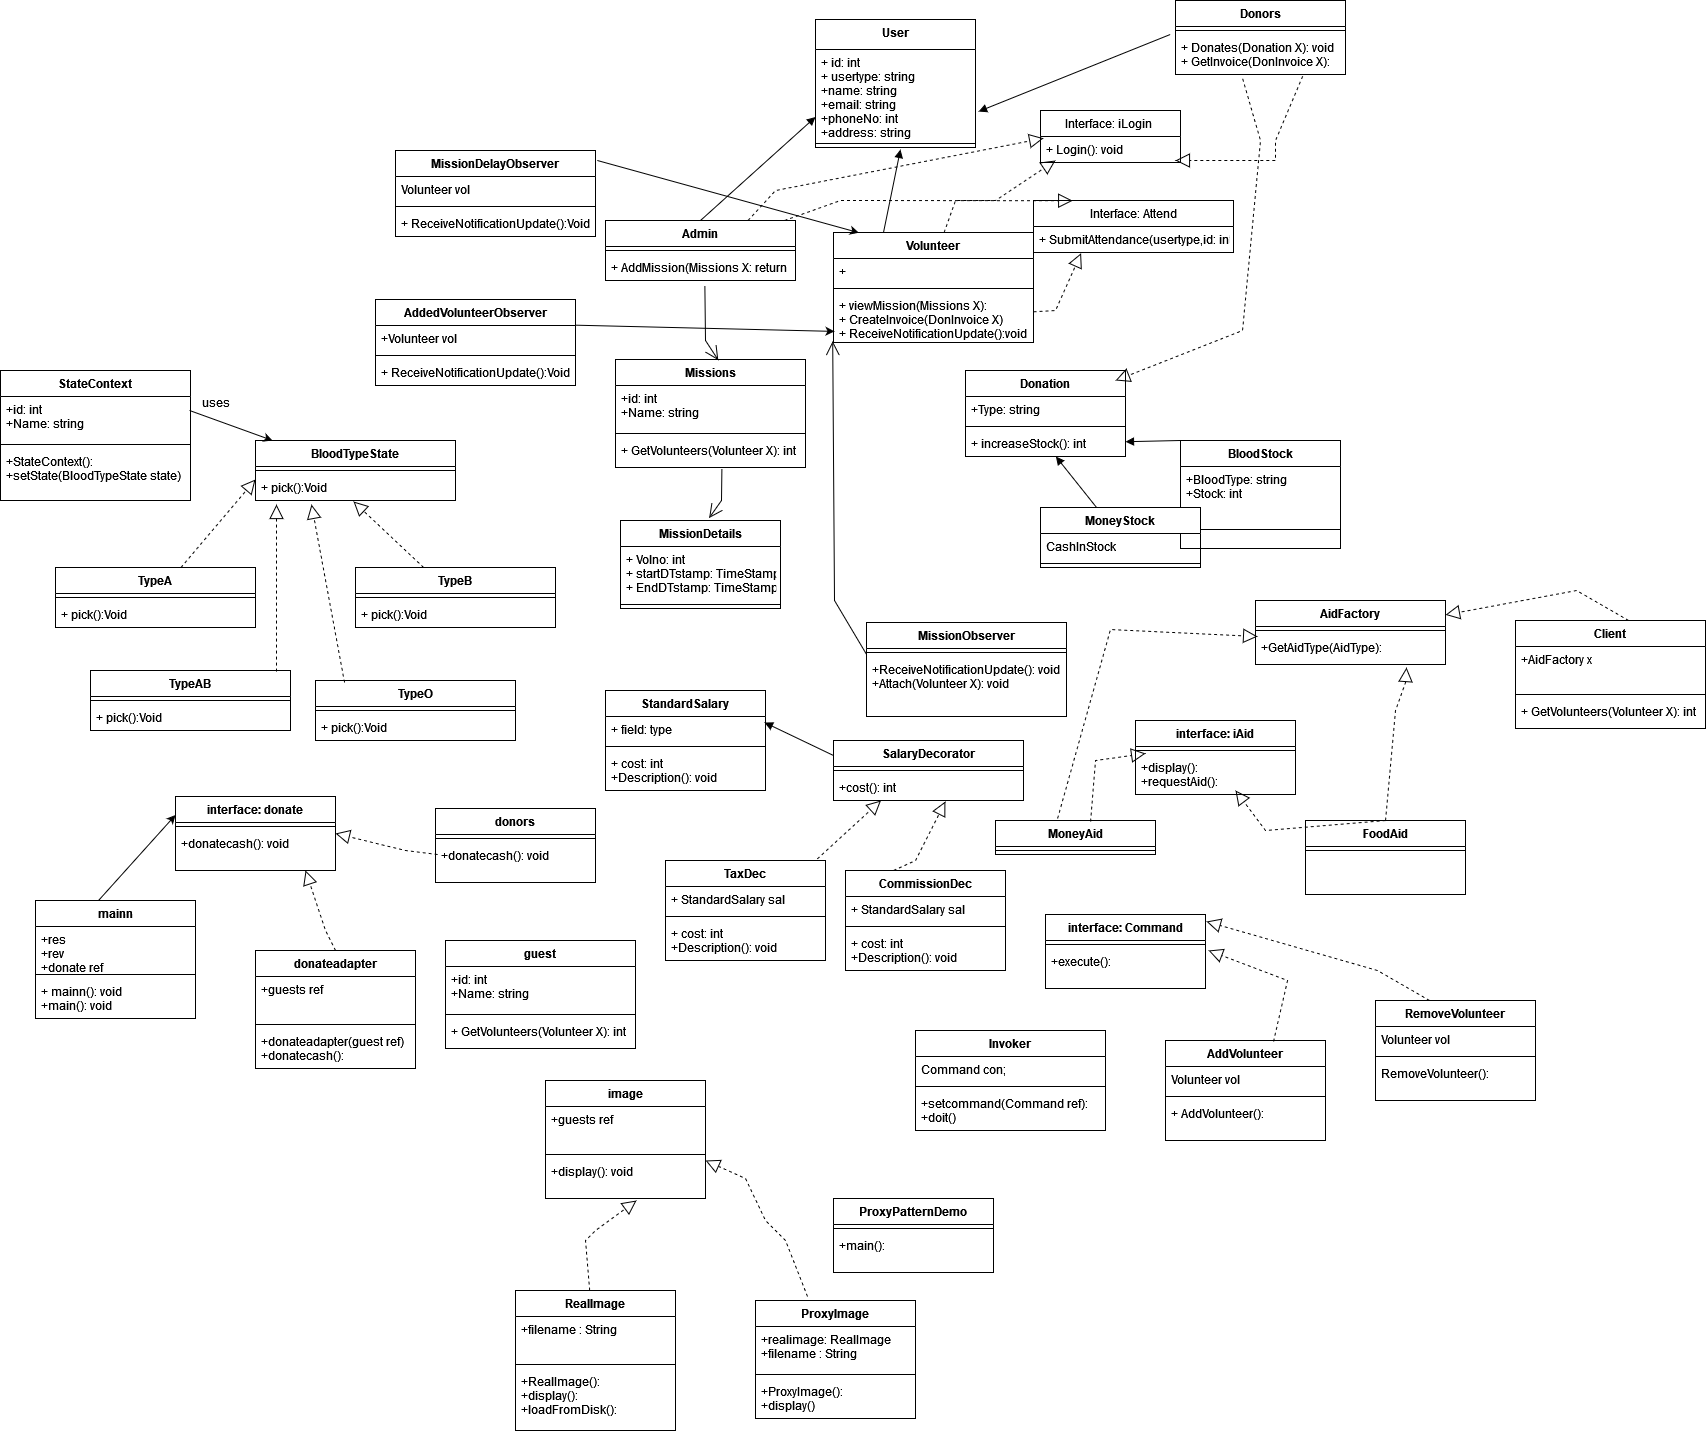 Donors
+ Donates(Donation X): void
+ GetInvoice(DonInvoice X):
User
+ id: int
+ usertype: string
+name: string
+email: string
+phoneNo: int
+address: string
Interface: iLogin
+ Login(): void
MissionDelayObserver
Volunteer vol
+ ReceiveNotificationUpdate():Void
Admin
+ AddMission(Missions X: return
Interface: Attend
+ SubmitAttendance(usertype,id: in
Volunteer
+
+ viewMission(Missions X):
+ CreateInvoice(DonInvoice X)
+ ReceiveNotificationUpdate():void
AddedVolunteerObserver
+Volunteer vol
+ ReceiveNotificationUpdate():Void
Missions
+id: int
+Name: string
+ GetVolunteers(Volunteer X): int
StateContext
+id: int
+Name: string
+StateContext():
+setState(BloodTypeState state)
uses
BloodTypeState
+ pick():Void
Donation
+Type: string
+ increaseStock(): int
BloodStock
+BloodType: string
+Stock: int
MoneyStock
CashInStock
MissionDetails
+ Volno: int
+ startDTstamp: TimeStamp
+ EndDTstamp: TimeStamp
TypeA
+ pick():Void
TypeB
+ pick():Void
TypeAB
+ pick():Void
TypeO
+ pick():Void
MissionObserver
+ReceiveNotificationUpdate(): void
+Attach(Volunteer X): void
AidFactory
+GetAidType(AidType):
Client
+AidFactory x
+ GetVolunteers(Volunteer X): int
StandardSalary
+ field: type
+ cost: int
+Description(): void
SalaryDecorator
+cost(): int
interface: iAid
+display():
+requestAid():
MoneyAid
FoodAid
interface: donate
+donatecash(): void
donors
+donatecash(): void
TaxDec
+ StandardSalary sal
+ cost: int
+Description(): void
CommissionDec
+ StandardSalary sal
+ cost: int
+Description(): void
mainn
+res
+rev
+donate ref
+ mainn(): void
+main(): void
donateadapter
+guests ref
+donateadapter(guest ref)
+donatecash():
guest
+id: int
+Name: string
+ GetVolunteers(Volunteer X): int
interface: Command
+execute():
RemoveVolunteer
Volunteer vol
RemoveVolunteer():
Invoker
Command con;
+setcommand(Command ref):
+doit()
AddVolunteer
Volunteer vol
+ AddVolunteer():
image
+guests ref
+display(): void
ProxyPatternDemo
+main():
RealImage
+filename : String
+RealImage():
+display():
+loadFromDisk():
ProxyImage
+realimage: RealImage
+filename : String
+ProxyImage():
+display()